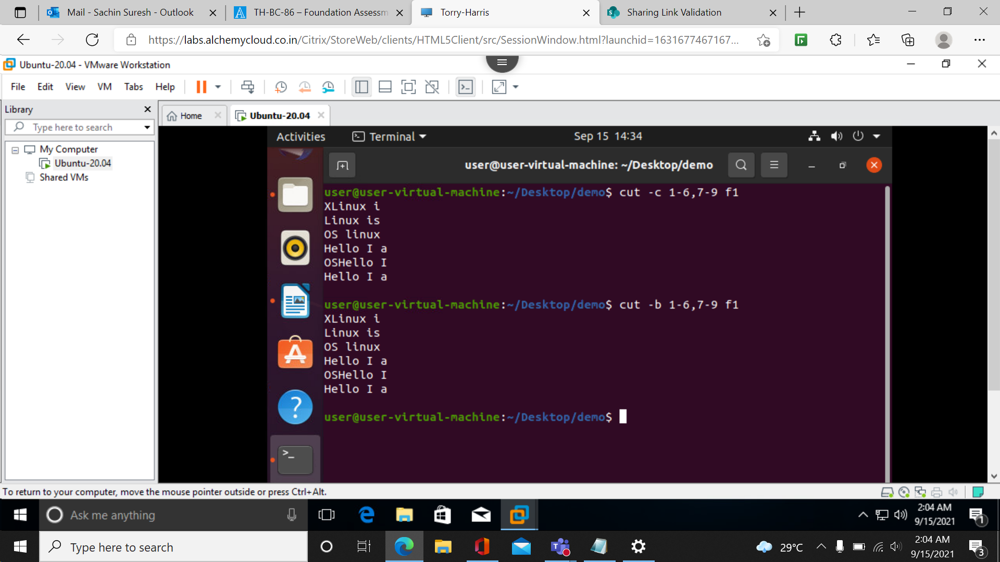 Mail - Sachin Suresh - Outlook
TH-BC-86 – Foundation Assessm
Torry-Harris
Sharing Link Validation
https://labs.alchemycloud.co.in/Citrix/StoreWeb/clients/HTML5Client/src/SessionWindow.html?launchid=1631677467167...
Ubuntu-20.04 - VMware Workstation
File Edit View VM Tabs Help
Library
Type here to search
My Computer
Ubuntu-20.04
Shared VMs
Home
Ubuntu-20.04
Activities
Terminal
Sep 15 14:34
user@user-virtual-machine: ~/Desktop/demo
user@user-virtual-machine:~/Desktop/demo$ cut -c 1-6,7-9 f1
XLinux i
Linux is
OS linux
Hello I a
OSHello I
Hello I a
user@user-virtual-machine:~/Desktop/demo$ cut -b 1-6,7-9 f1
XLinux i
Linux is
OS linux
Hello I a
OSHello I
Hello I a
user@user-virtual-machine:~/Desktop/demo$
To return to your computer, move the mouse pointer outside or press Ctrl+Alt.
Ask me anything
2:04 AM
9/15/2021
1
Type here to search
29°C
2:04 AM
9/15/2021
3